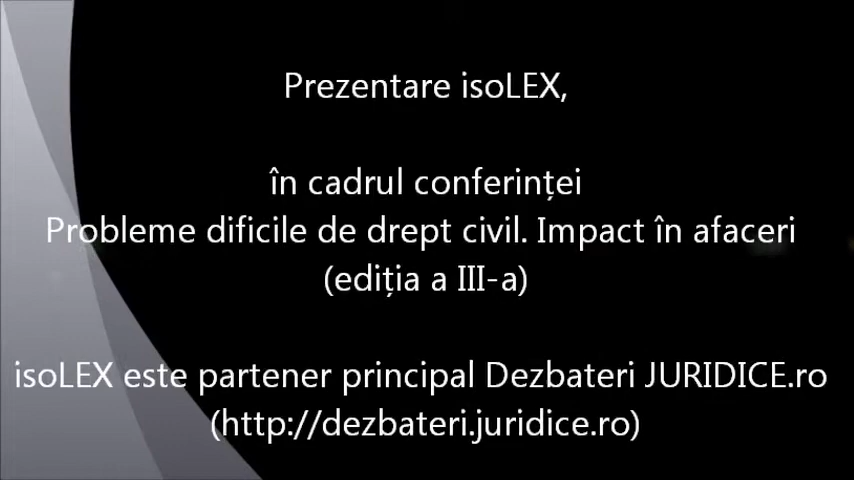 Prezentare isoLEX,
în cadrul conferinței
Probleme dificile de drept civil. Impact în afaceri
(ediția a III-a)
isoLEX este partener principal Dezbateri JURIDICE.ro
(http://dezbateri.juridice.ro)